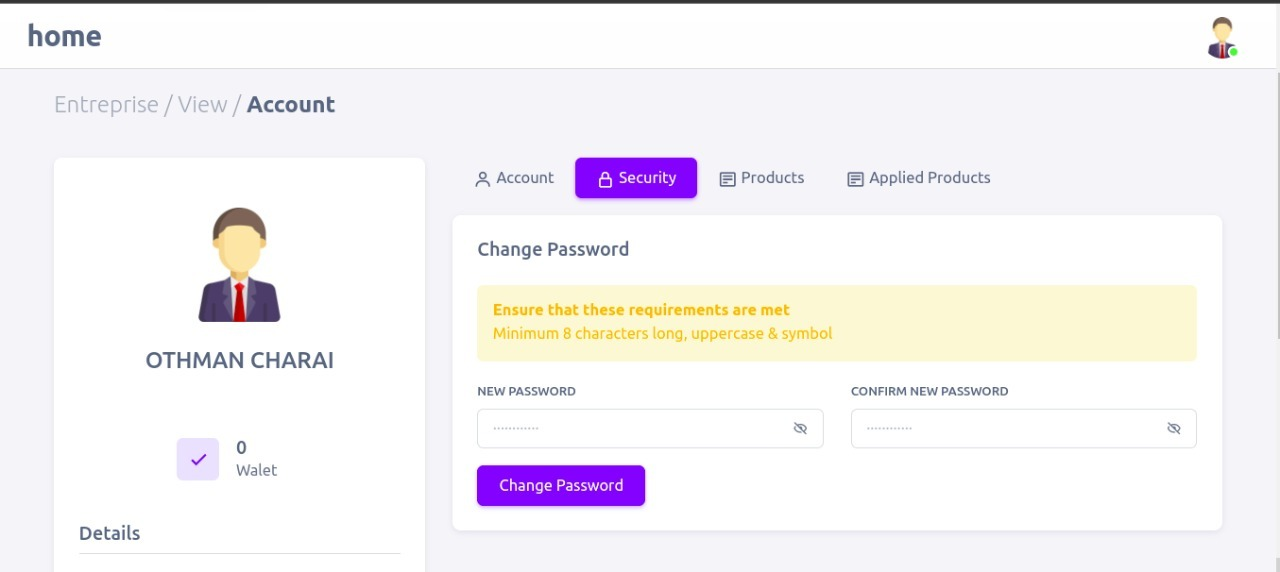 home
Entreprise / View / Account
OTHMAN CHARAI
0
Walet
Details
Account
Security
Products
Applied Products
Change Password
Ensure that these requirements are met
Minimum 8 characters long, uppercase & symbol
NEW PASSWORD
CONFIRM NEW PASSWORD
············
············
Change Password